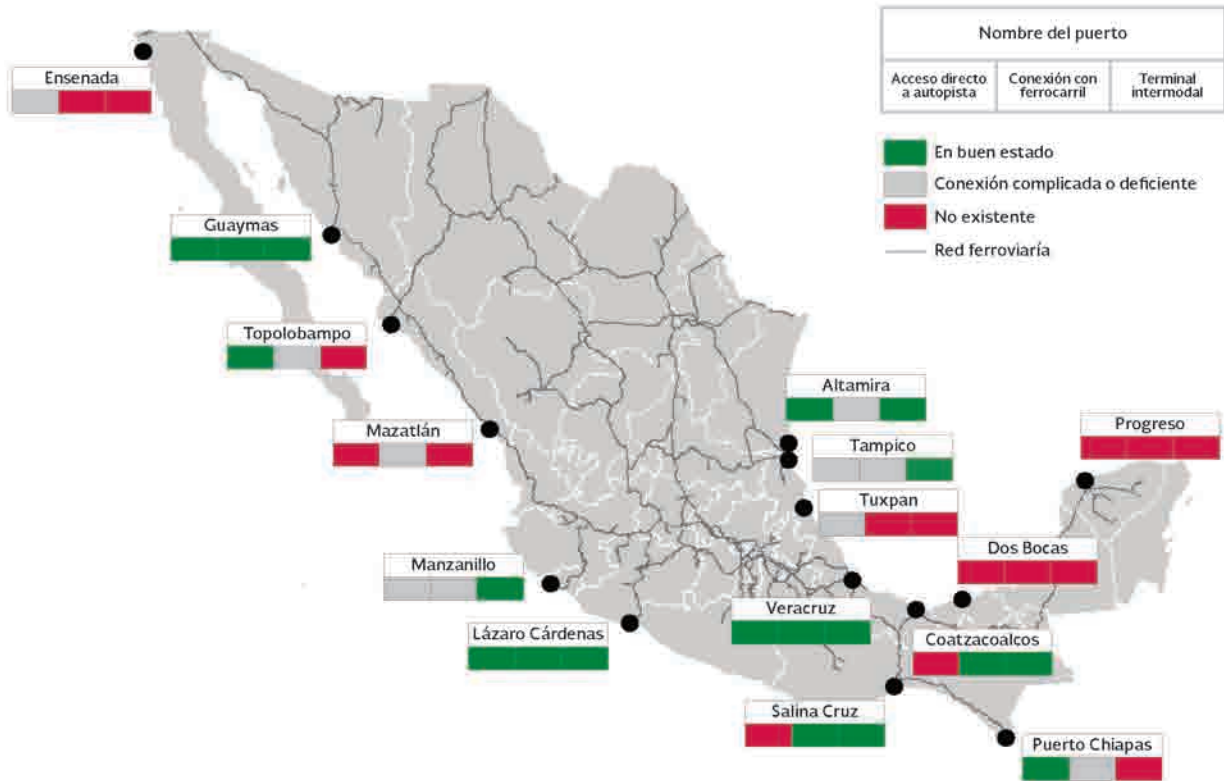 Nombre del puerto
Acceso directo
a autopista
Conexión con
ferrocarril
Terminal
intermodal
En buen estado
Conexión complicada o deficiente
No existente
Red ferroviaría
Ensenada
Guaymas
Topolobampo
Mazatlán
Altamira
Tampico
Tuxpan
Progreso
Dos Bocas
Manzanillo
Lázaro Cárdenas
Veracruz
Coatzacoalcos
Salina Cruz
Puerto Chiapas